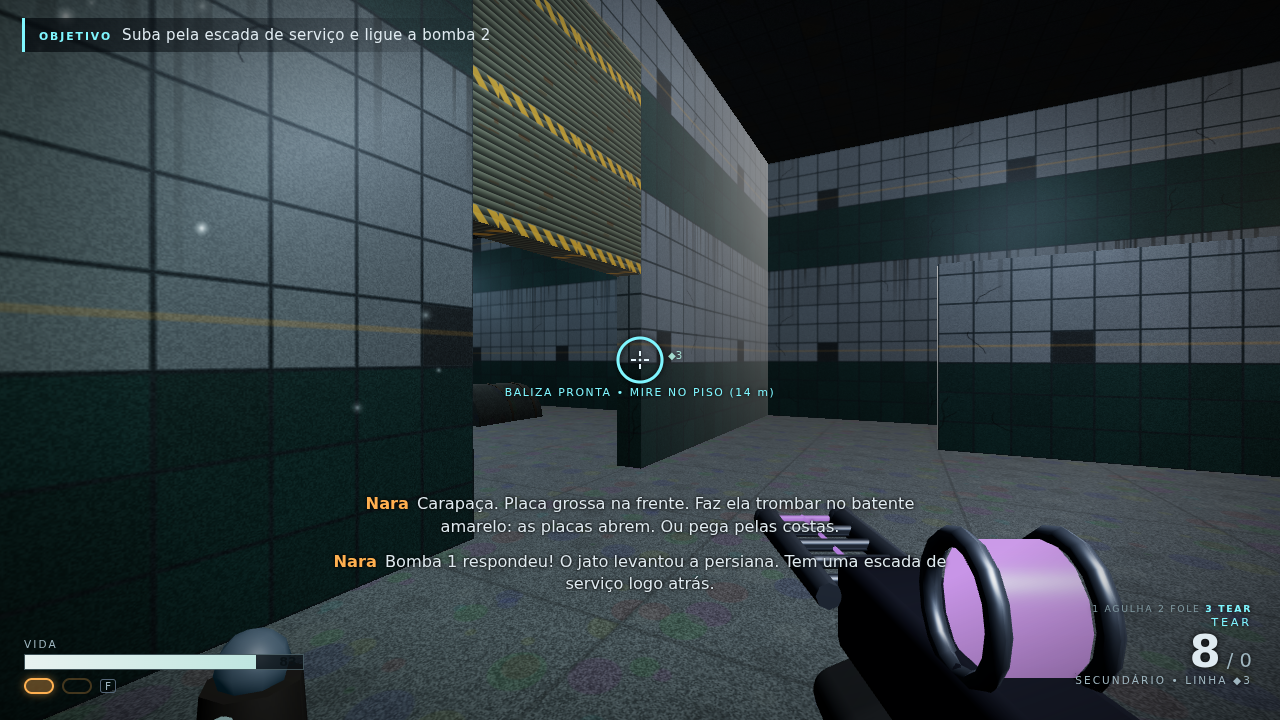 OBJETIVO Suba pela escada de serviço e ligue a bomba 2
◆3
BALIZA PRONTA • MIRE NO PISO (14 m)
Nara Carapaça. Placa grossa na frente. Faz ela trombar no batente
amarelo: as placas abrem. Ou pega pelas costas.
Nara Bomba 1 respondeu! O jato levantou a persiana. Tem uma escada de
serviço logo atrás.
1 AGULHA 2 FOLE 3 TEAR
TEAR
8 / 0
SECUNDÁRIO • LINHA ◆3
VIDA
F